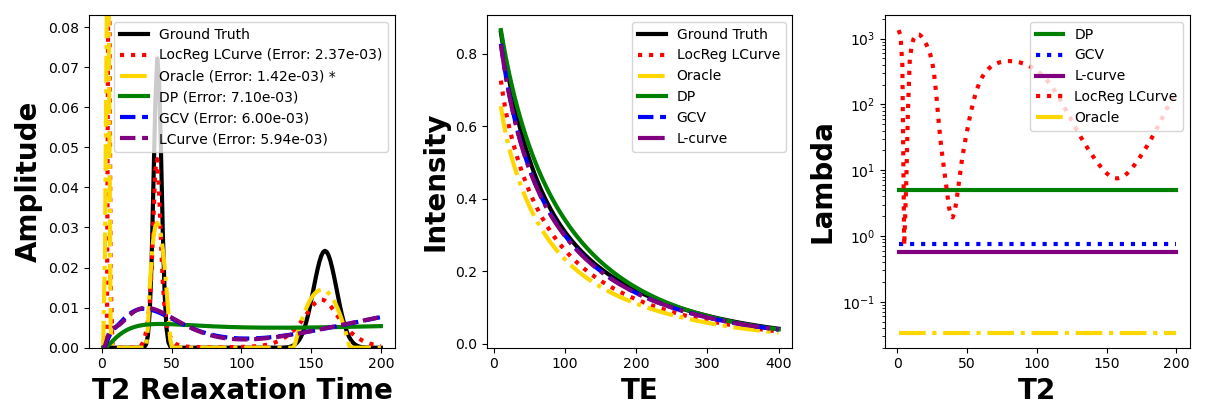 Amplitude
0.00
0.01
0.02
0.03
0.04
0.05
0.06
0.07
0.08
Ground Truth
LocReg LCurve (Error: 2.37e-03)
Oracle (Error: 1.42e-03) *
DP (Error: 7.10e-03)
GCV (Error: 6.00e-03)
LCurve (Error: 5.94e-03)
0 50 100 150 200
T2 Relaxation Time
Intensity
0.0
0.2
0.4
0.6
0.8
Ground Truth
LocReg LCurve
Oracle
DP
GCV
L-curve
0 100 200 300 400
TE
Lambda
10³
10²
10¹
10⁰
10⁻¹
DP
GCV
L-curve
LocReg LCurve
Oracle
0 50 100 150 200
T2